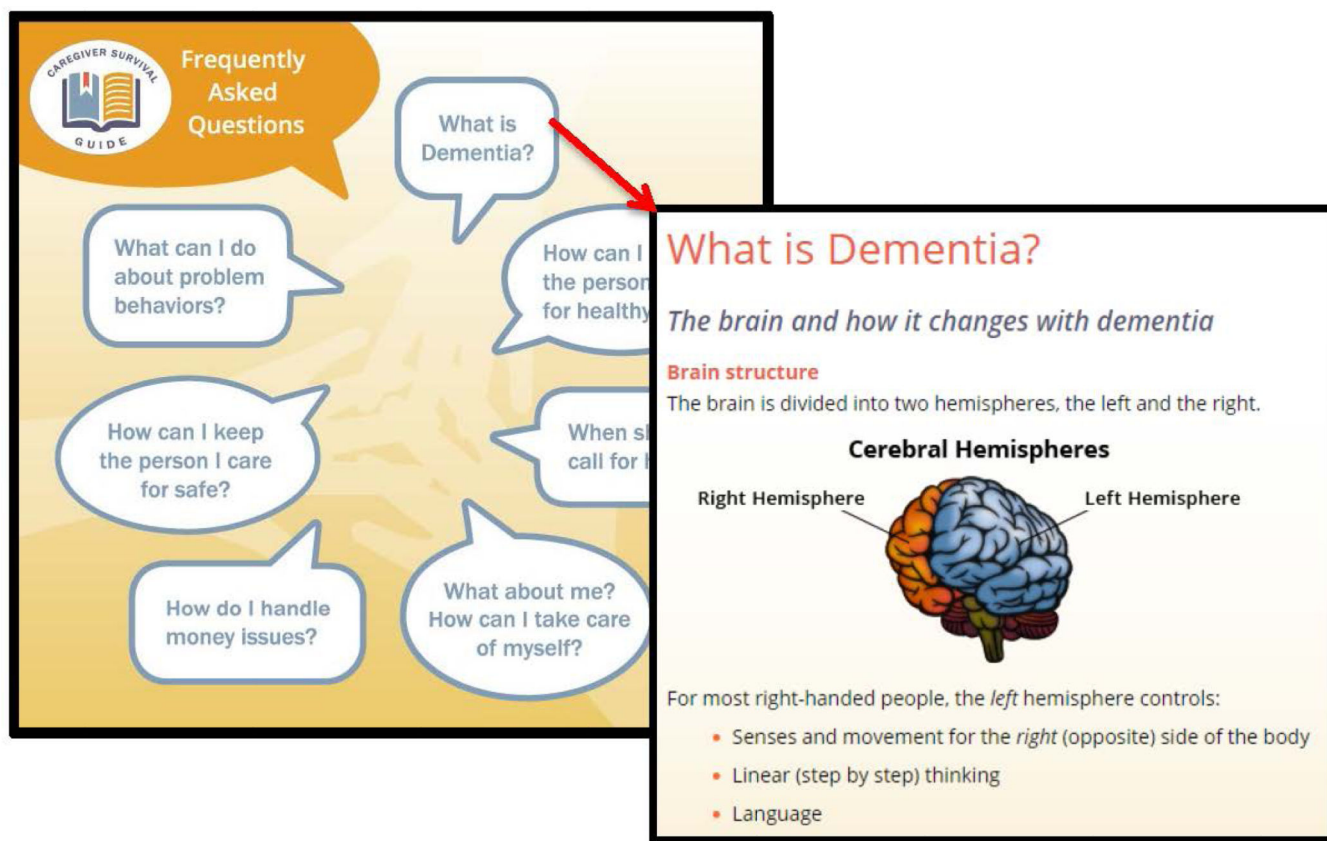 CAREGIVER SURVIVAL
GUIDE
Frequently
Asked
Questions
What is
Dementia?
What can I do
about problem
behaviors?
How can I
the person
for healthy
How can I keep
the person I care
for safe?
When
call for
How do I handle
money issues?
What about me?
How can I take care
of myself?
What is Dementia?
The brain and how it changes with dementia
Brain structure
The brain is divided into two hemispheres, the left and the right.
Cerebral Hemispheres
Right Hemisphere
Left Hemisphere
For most right-handed people, the left hemisphere controls:
• Senses and movement for the right (opposite) side of the body
• Linear (step by step) thinking
• Language